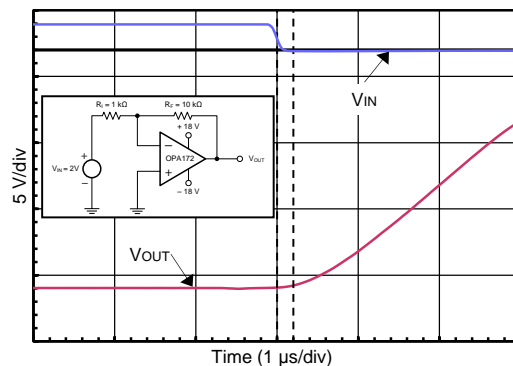 VIN
RI = 1 kΩ
RF = 10 kΩ
+ 18 V
–
OPA172
+
VOUT
+
VIN = 2V
–
– 18 V
VOUT
5 V/div
Time (1 μs/div)